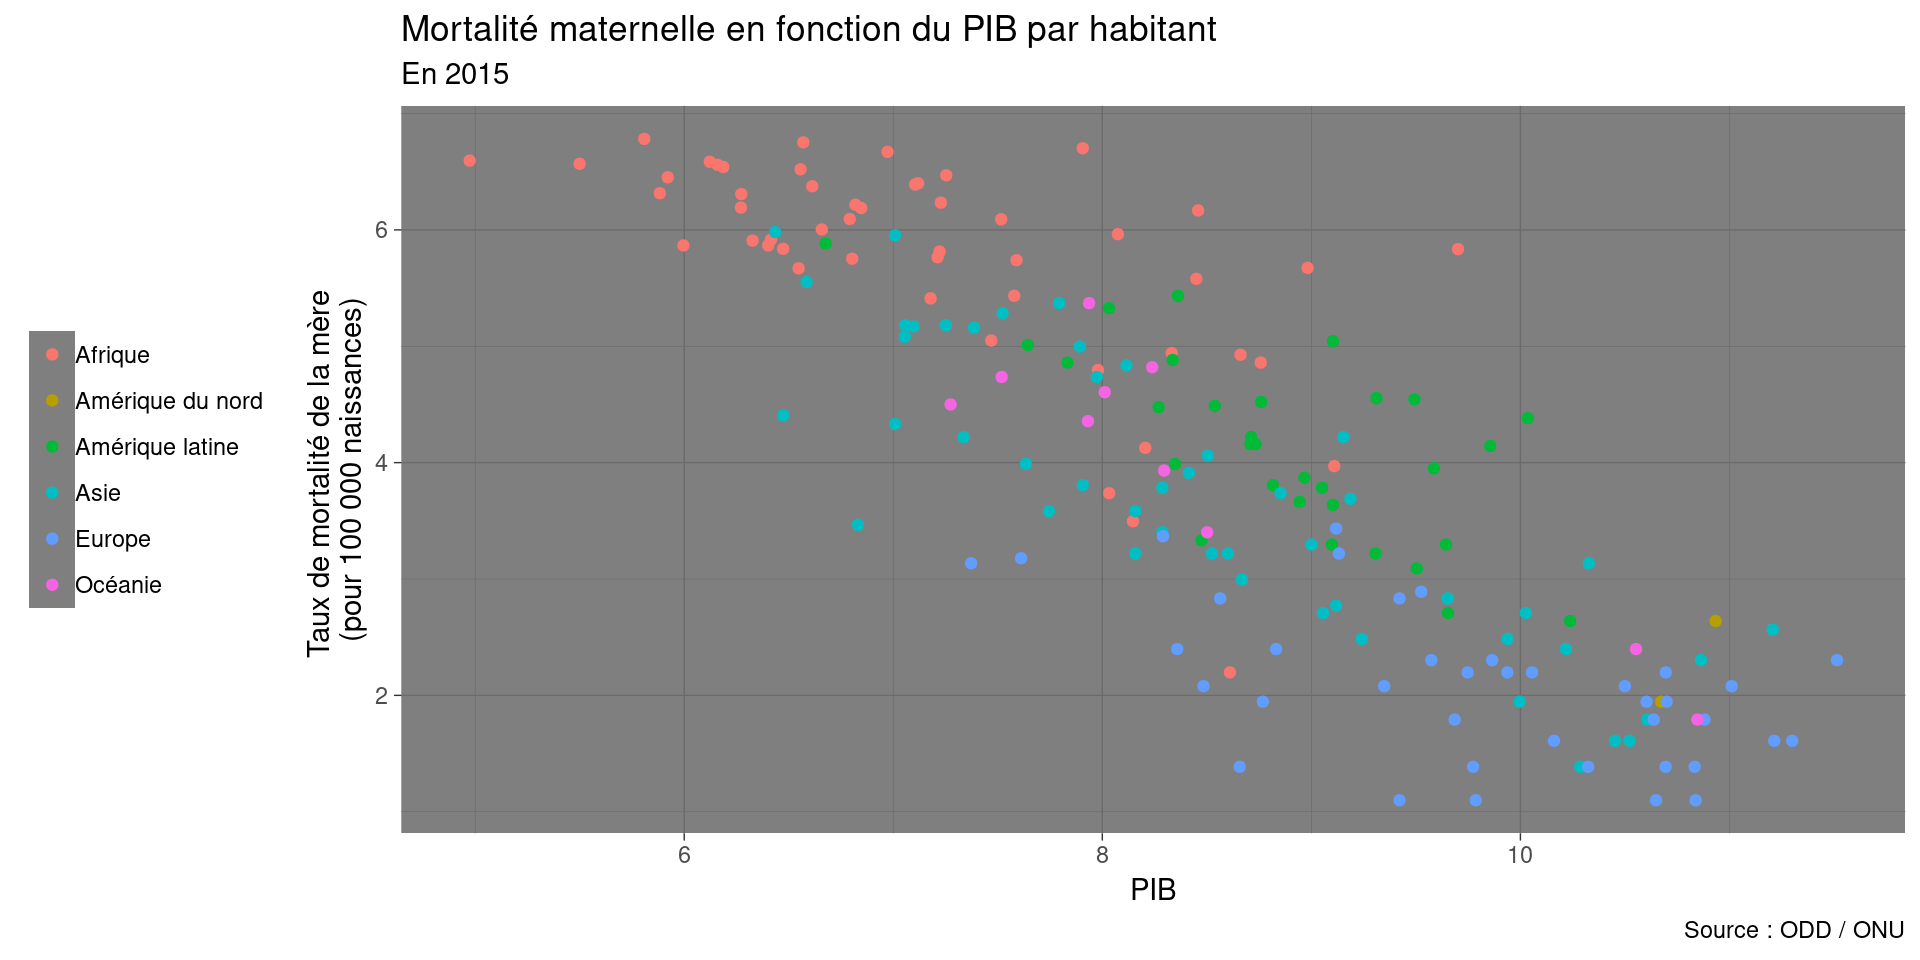 Mortalité maternelle en fonction du PIB par habitant
En 2015
Afrique
Amérique du nord
Amérique latine
Asie
Europe
Océanie
Taux de mortalité de la mère
(pour 100 000 naissances)
6
4
2
6 8 10
PIB
Source : ODD / ONU